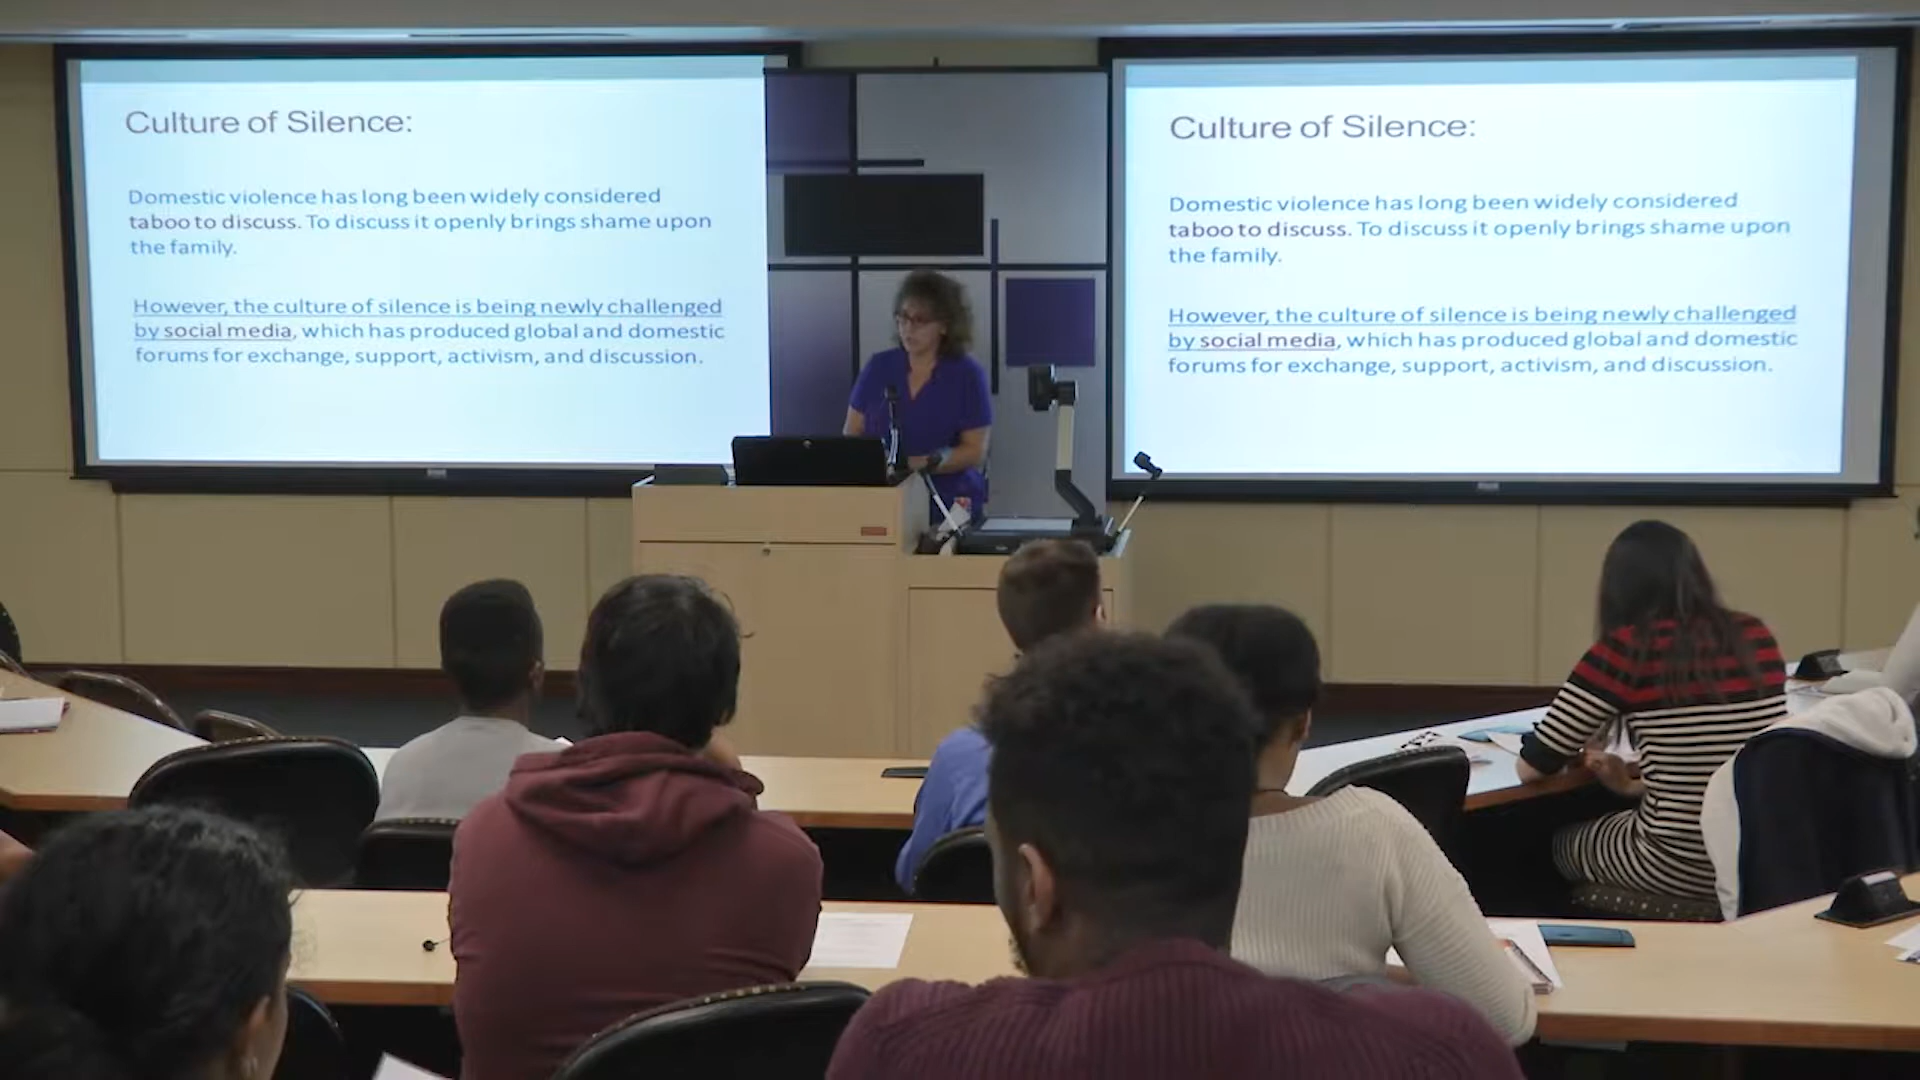 Culture of Silence:
Domestic violence has long been widely considered
taboo to discuss. To discuss it openly brings shame upon
the family.
However, the culture of silence is being newly challenged
by social media, which has produced global and domestic
forums for exchange, support, activism, and discussion.
Culture of Silence:
Domestic violence has long been widely considered
taboo to discuss. To discuss it openly brings shame upon
the family.
However, the culture of silence is being newly challenged
by social media, which has produced global and domestic
forums for exchange, support, activism, and discussion.